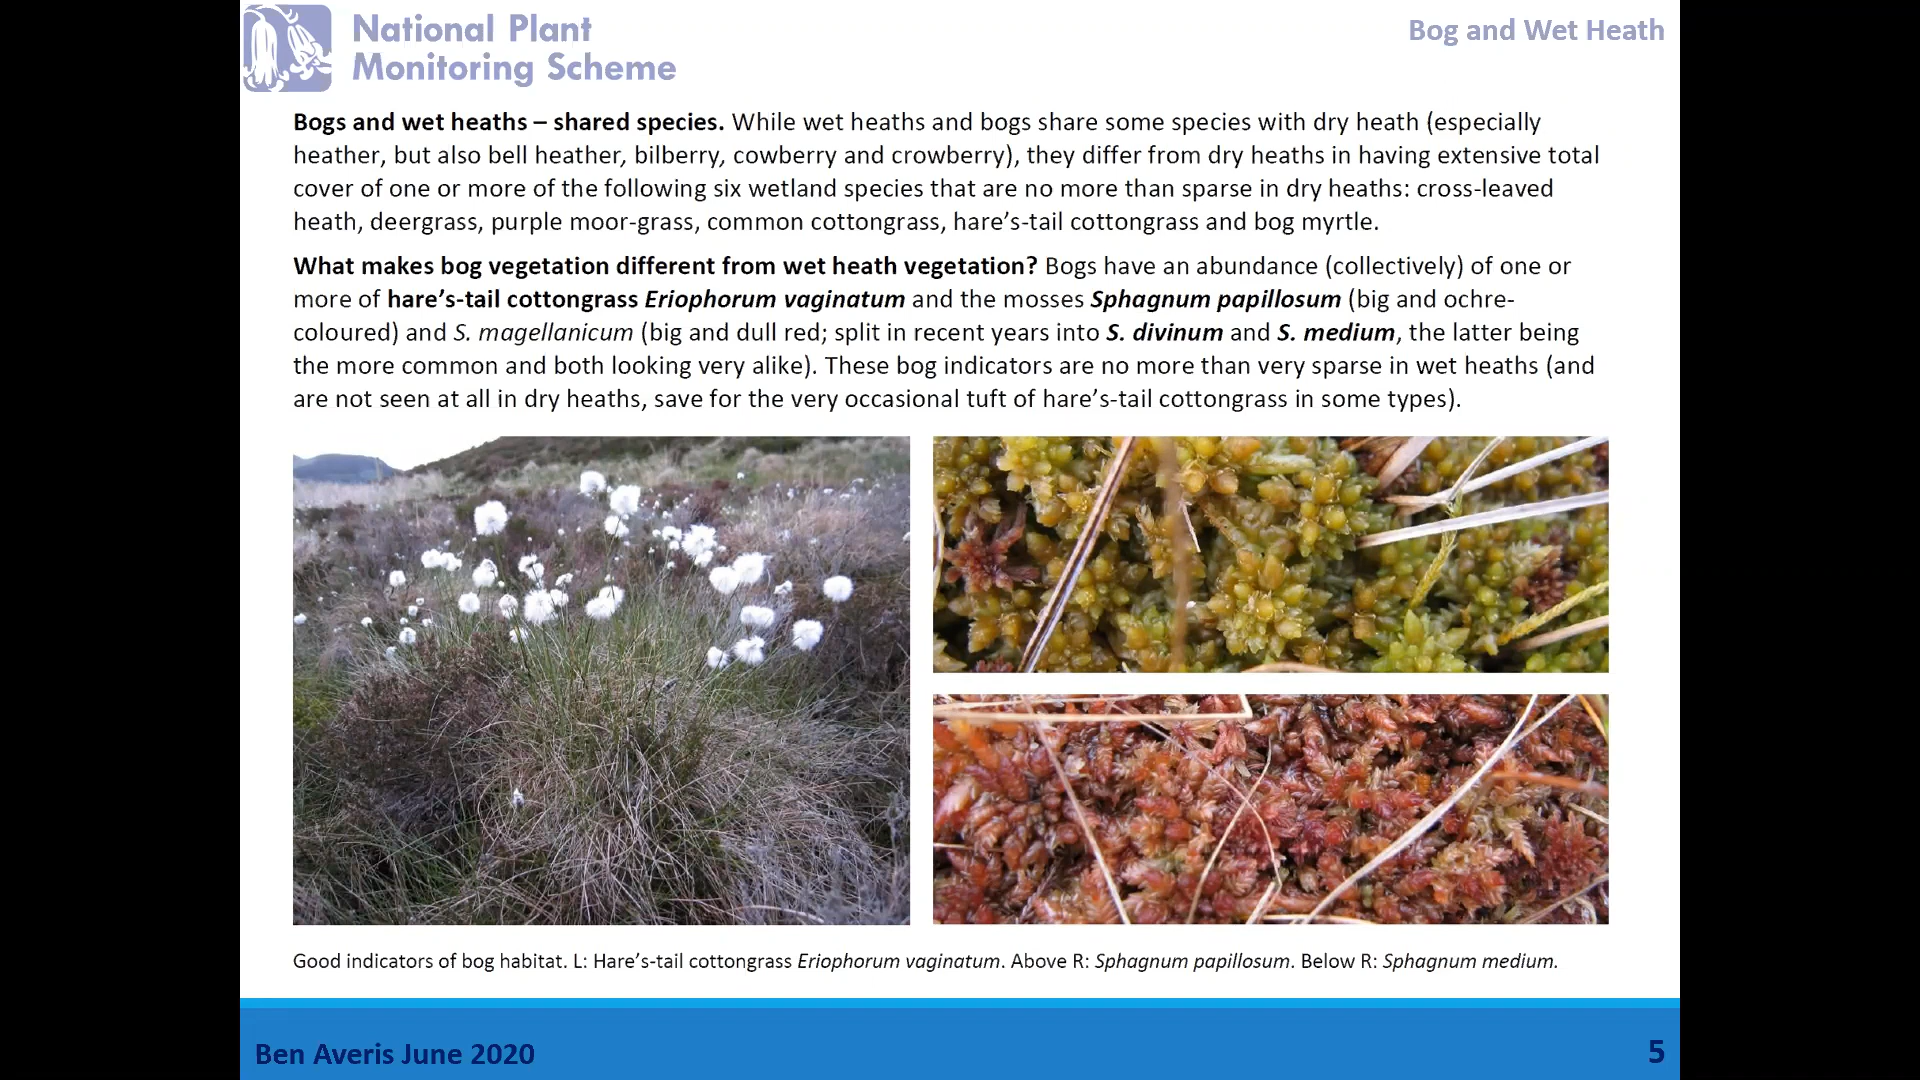 National Plant
Monitoring Scheme
Bog and Wet Heath
Bogs and wet heaths – shared species. While wet heaths and bogs share some species with dry heath (especially
heather, but also bell heather, bilberry, cowberry and crowberry), they differ from dry heaths in having extensive total
cover of one or more of the following six wetland species that are no more than sparse in dry heaths: cross-leaved
heath, deergrass, purple moor-grass, common cottongrass, hare’s-tail cottongrass and bog myrtle.
What makes bog vegetation different from wet heath vegetation? Bogs have an abundance (collectively) of one or
more of hare’s-tail cottongrass Eriophorum vaginatum and the mosses Sphagnum papillosum (big and ochre-
coloured) and S. magellanicum (big and dull red; split in recent years into S. divinum and S. medium, the latter being
the more common and both looking very alike). These bog indicators are no more than very sparse in wet heaths (and
are not seen at all in dry heaths, save for the very occasional tuft of hare’s-tail cottongrass in some types).
Good indicators of bog habitat. L: Hare’s-tail cottongrass Eriophorum vaginatum. Above R: Sphagnum papillosum. Below R: Sphagnum medium.
Ben Averis June 2020
5